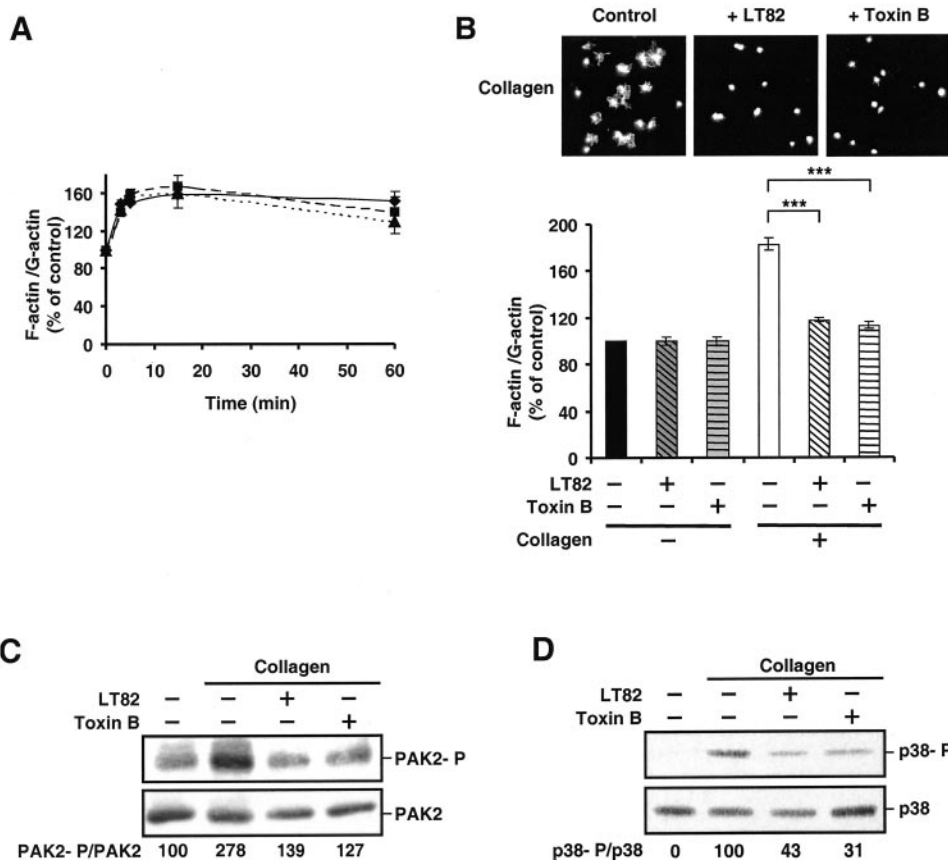 A
F-actin /G-actin
(% of control)
160
120
80
40
0
0 10 20 30 40 50 60
Time (min)
B
Control + LT82 + Toxin B
Collagen
***
***
F-actin /G-actin
(% of control)
200
160
120
80
40
0
LT82 − + − − + −
Toxin B − − + − − +
Collagen − +
C
Collagen
LT82 − − + −
Toxin B − − − +
PAK2- P
PAK2
PAK2- P/PAK2 100 278 139 127
D
Collagen
LT82 − − + −
Toxin B − − − +
p38- P
p38
p38- P/p38 0 100 43 31